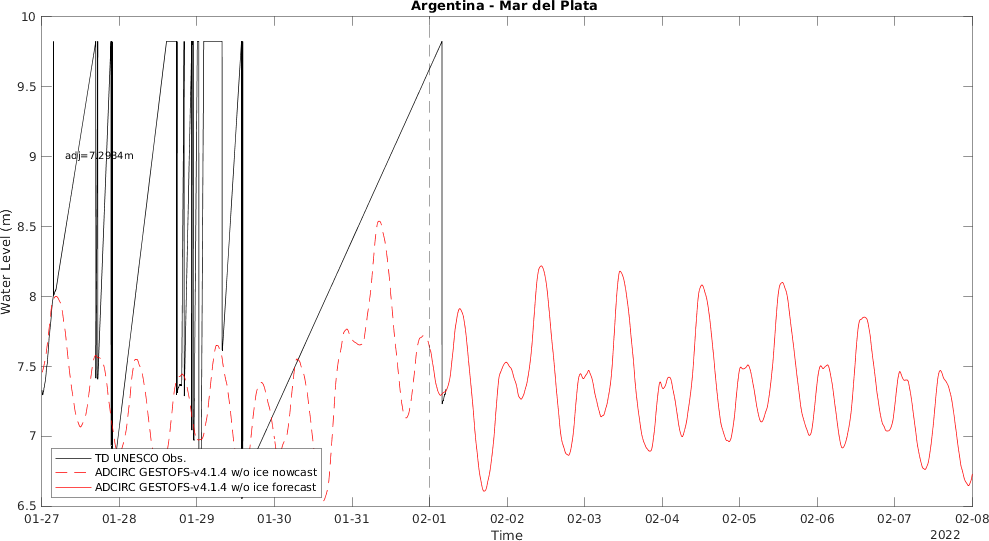 Argentina - Mar del Plata
10
9.5
9
8.5
8
7.5
7
6.5
Water Level (m)
adj=7.2984m
TD UNESCO Obs.
ADCIRC GESTOFS-v4.1.4 w/o ice nowcast
ADCIRC GESTOFS-v4.1.4 w/o ice forecast
01-27 01-28 01-29 01-30 01-31 02-01 02-02 02-03 02-04 02-05 02-06 02-07 02-08
Time
2022